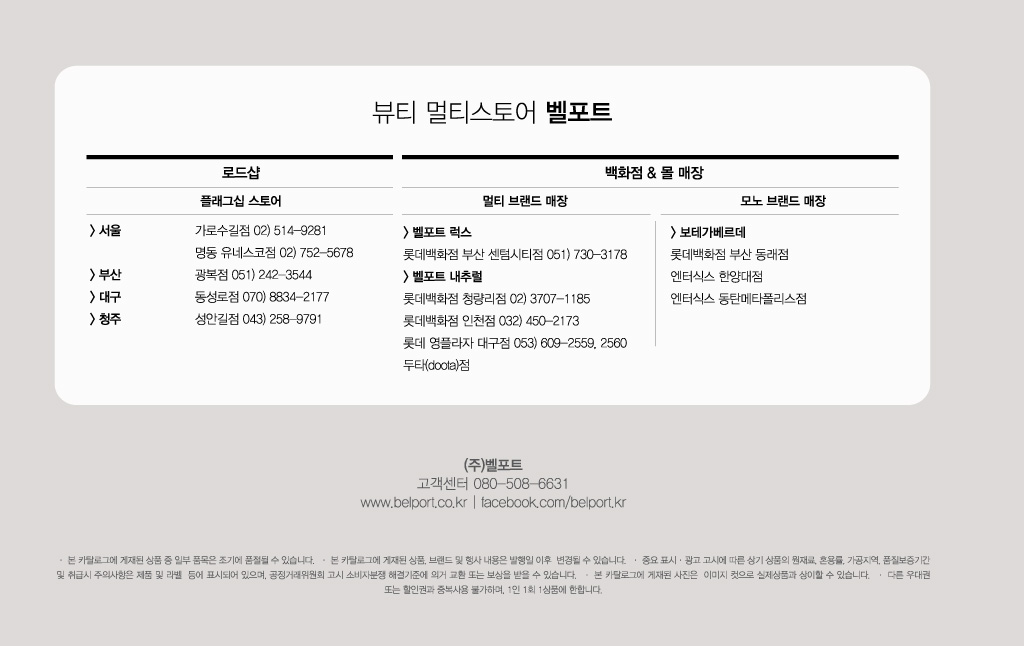 뷰티 멀티스토어 벨포트
로드샵
플래그십 스토어
> 서울 가로수길점 02) 514-9281
명동 유네스코점 02) 752-5678
> 부산 광복점 051) 242-3544
> 대구 동성로점 070) 8834-2177
> 청주 성안길점 043) 258-9791
백화점 & 몰 매장
멀티 브랜드 매장
> 벨포트 럭스
롯데백화점 부산 센텀시티점 051) 730-3178
> 벨포트 내추럴
롯데백화점 청량리점 02) 3707-1185
롯데백화점 인천점 032) 450-2173
롯데 영플라자 대구점 053) 609-2559, 2560
두타(doota)점
모노 브랜드 매장
> 보테가베르데
롯데백화점 부산 동래점
엔터식스 한양대점
엔터식스 동탄메타폴리스점
(주)벨포트
고객센터 080-508-6631
www.belport.co.kr | facebook.com/belport.kr
· 본 카탈로그에 게재된 상품 중 일부 품목은 조기에 품절될 수 있습니다. · 본 카탈로그에 게재된 상품, 브랜드 및 행사 내용은 발행일 이후 변경될 수 있습니다. · 중요 표시 · 광고 고시에 따른 상기 상품의 원재료, 혼용률, 가공지역, 품질보증기간
및 취급시 주의사항은 제품 및 라벨 등에 표시되어 있으며, 공정거래위원회 고시 소비자분쟁 해결기준에 의거 교환 또는 보상을 받을 수 있습니다. · 본 카탈로그에 게재된 사진은 이미지 컷으로 실제상품과 상이할 수 있습니다. · 다른 우대권
또는 할인권과 중복사용 불가하며, 1인 1회 1상품에 한합니다.